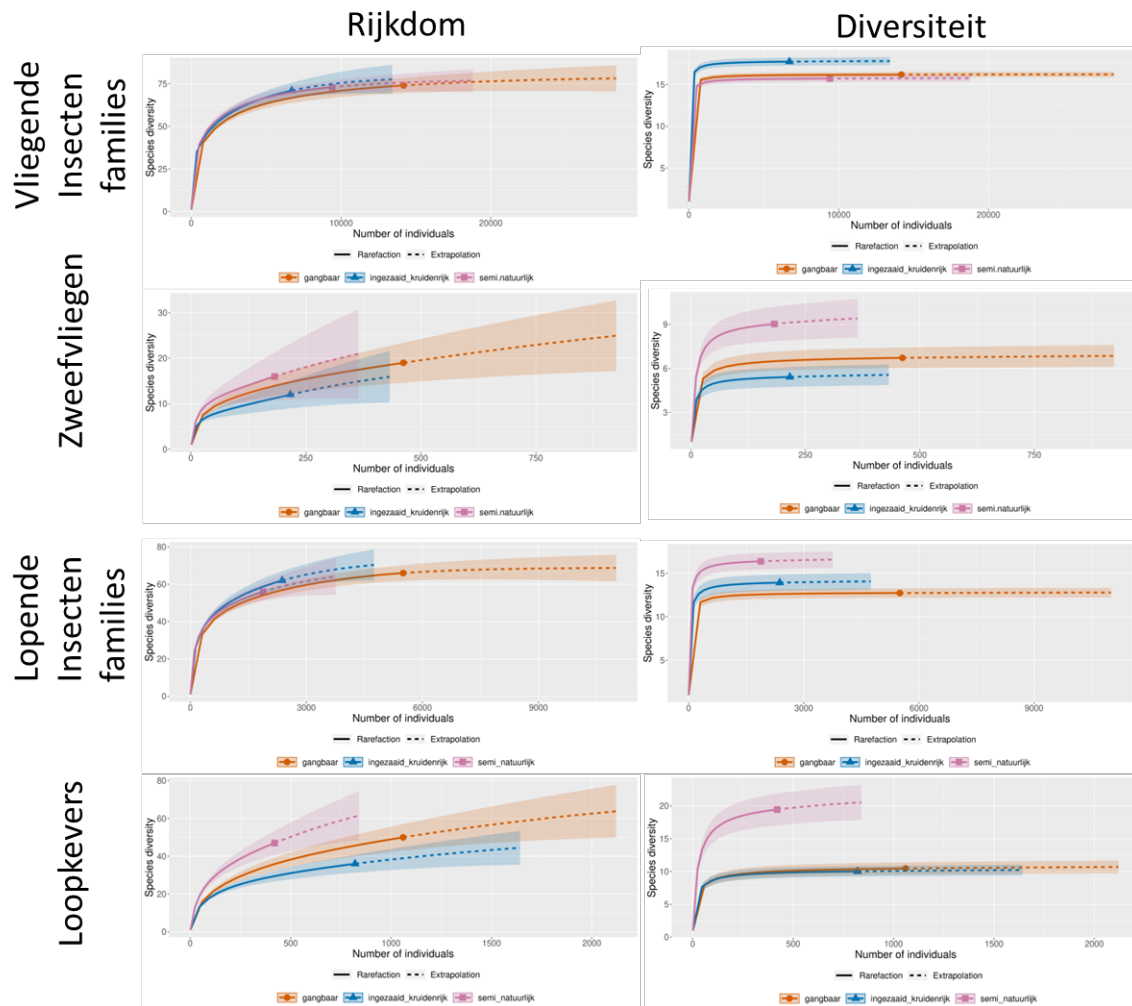 Rijkdom
Diversiteit
Vliegende
Insecten
families
Species diversity
75
50
25
0
0
10000
20000
Number of individuals
Rarefaction
Extrapolation
gangbaar
ingezaaid_kruidenrijk
semi.natuurlijk
Species diversity
15
10
5
0
10000
20000
Number of individuals
Rarefaction
Extrapolation
gangbaar
ingezaaid_kruidenrijk
semi.natuurlijk
Zweefvliegen
Species diversity
30
20
10
0
0
250
500
750
Number of individuals
Rarefaction
Extrapolation
gangbaar
ingezaaid_kruidenrijk
semi.natuurlijk
Species diversity
9
6
3
0
250
500
750
Number of individuals
Rarefaction
Extrapolation
gangbaar
ingezaaid_kruidenrijk
semi.natuurlijk
Lopende
Insecten
families
Species diversity
80
60
40
20
0
0
3000
6000
9000
Number of individuals
Rarefaction
Extrapolation
gangbaar
ingezaaid_kruidenrijk
semi_natuurlijk
Species diversity
15
10
5
0
3000
6000
9000
Number of individuals
Rarefaction
Extrapolation
gangbaar
ingezaaid_kruidenrijk
semi_natuurlijk
Loopkevers
Species diversity
80
60
40
20
0
0
500
1000
1500
2000
Number of individuals
Rarefaction
Extrapolation
gangbaar
ingezaaid_kruidenrijk
semi_natuurlijk
Species diversity
20
15
10
5
0
0
500
1000
1500
2000
Number of individuals
Rarefaction
Extrapolation
gangbaar
ingezaaid_kruidenrijk
semi_natuurlijk